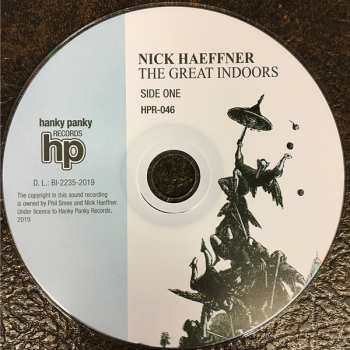 NICK HAEFFNER
THE GREAT INDOORS
SIDE ONE
HPR-046
hanky panky
RECORDS
hp
D. L.: BI-2235-2019
The copyright in this sound recording
is owned by Phil Smee and Nick Haeffner.
Under licence to Hanky Panky Records,
2019